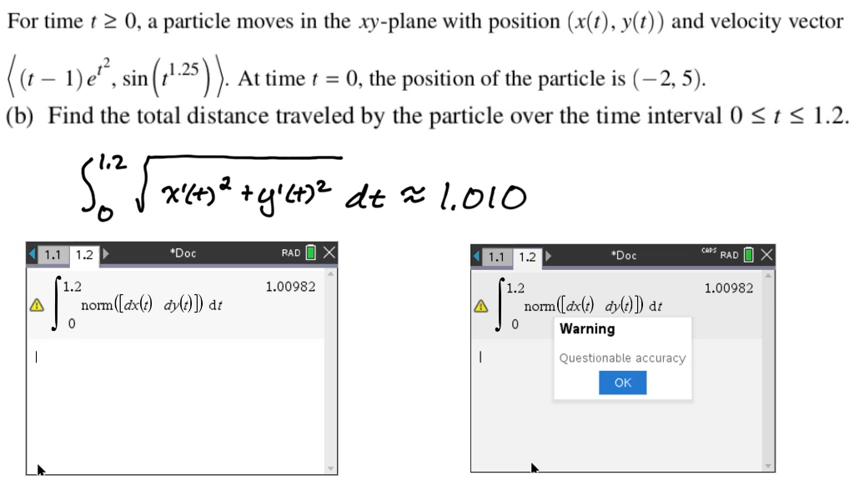 For time t ≥ 0, a particle moves in the xy-plane with position (x(t), y(t)) and velocity vector
⟨(t − 1)e^{t^2}, sin(t^{1.25})⟩. At time t = 0, the position of the particle is (−2, 5).
(b) Find the total distance traveled by the particle over the time interval 0 ≤ t ≤ 1.2.
∫_0^{1.2} √(x'(t)^2 + y'(t)^2) dt ≈ 1.010
1.1 1.2 *Doc RAD
∫_0^{1.2} norm([dx(t) dy(t)]) dt 1.00982
1.1 1.2 *Doc CAPS RAD
∫_0^{1.2} norm([dx(t) dy(t)]) dt 1.00982
Warning
Questionable accuracy
OK